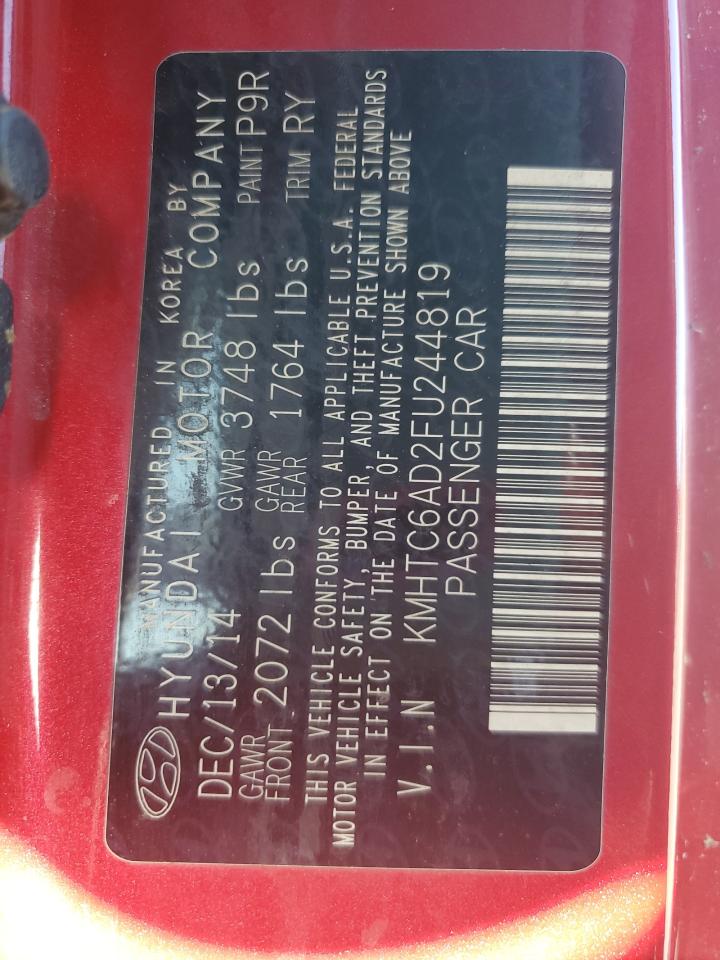 MANUFACTURED IN KOREA BY
HYUNDAI MOTOR COMPANY
DEC/13/14 GVWR 3748 lbs PAINT P9R
GAWR FRONT 2072 lbs GAWR REAR 1764 lbs TRIM RY
THIS VEHICLE CONFORMS TO ALL APPLICABLE U.S.A. FEDERAL
MOTOR VEHICLE SAFETY, BUMPER, AND THEFT PREVENTION STANDARDS
IN EFFECT ON THE DATE OF MANUFACTURE SHOWN ABOVE
V.I.N KMHTC6AD2FU244819
PASSENGER CAR